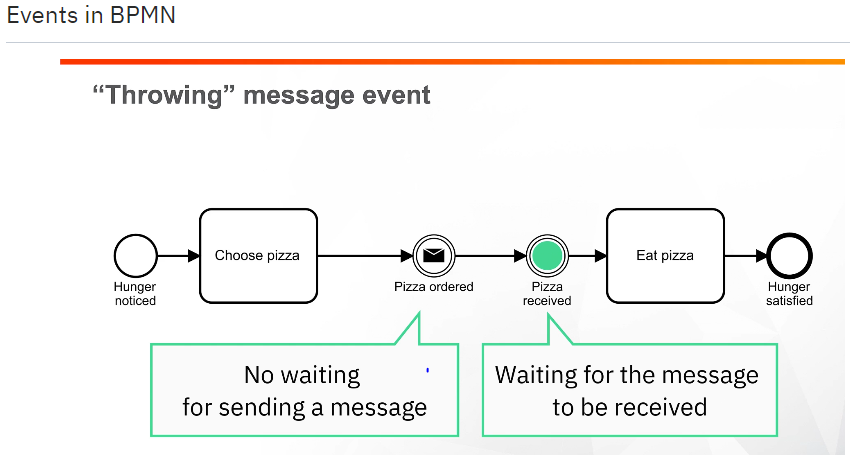 Events in BPMN
“Throwing” message event
Choose pizza
Eat pizza
Hunger
noticed
Pizza ordered
Pizza
received
Hunger
satisfied
No waiting
for sending a message
Waiting for the message
to be received